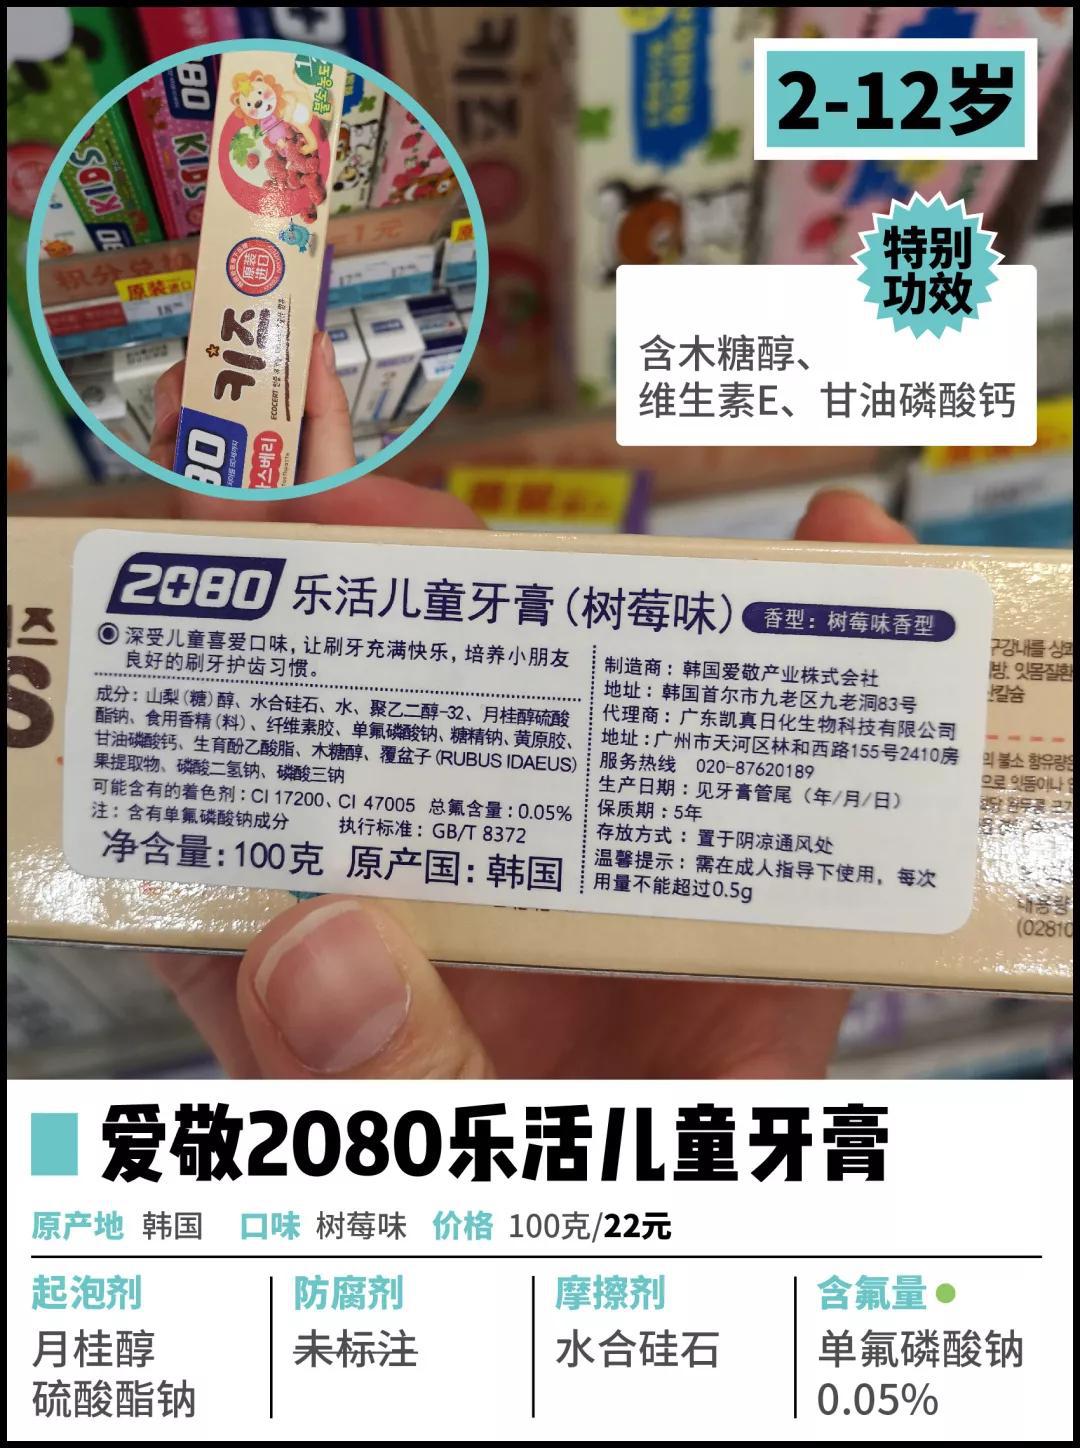 2-12岁
特别
功效
含木糖醇、
维生素E、甘油磷酸钙
KIDS
KIDS
原装进口
原装
进口
키즈
ECOCERT
2080 乐活儿童牙膏（树莓味） 香型：树莓味香型
深受儿童喜爱口味，让刷牙充满快乐，培养小朋友
良好的刷牙护齿习惯。
成分：山梨（糖）醇、水合硅石、水、聚乙二醇-32、月桂醇硫酸
酯钠、食用香精（料）、纤维素胶、单氟磷酸钠、糖精钠、黄原胶、
甘油磷酸钙、生育酚乙酸脂、木糖醇、覆盆子（RUBUS IDAEUS）
果提取物、磷酸二氢钠、磷酸三钠
可能含有的着色剂：CI 17200、CI 47005 总氟含量：0.05%
注：含有单氟磷酸钠成分 执行标准：GB/T 8372
净含量：100克 原产国：韩国
制造商：韩国爱敬产业株式会社
地址：韩国首尔市九老区九老洞83号
代理商：广东凯真日化生物科技有限公司
地址：广州市天河区林和西路155号2410房
服务热线 020-87620189
生产日期：见牙膏管尾（年/月/日）
保质期：5年
存放方式：置于阴凉通风处
温馨提示：需在成人指导下使用，每次
用量不能超过0.5g
爱敬2080乐活儿童牙膏
原产地 韩国 口味 树莓味 价格 100克/22元
起泡剂
月桂醇
硫酸酯钠
防腐剂
未标注
摩擦剂
水合硅石
含氟量
单氟磷酸钠
0.05%